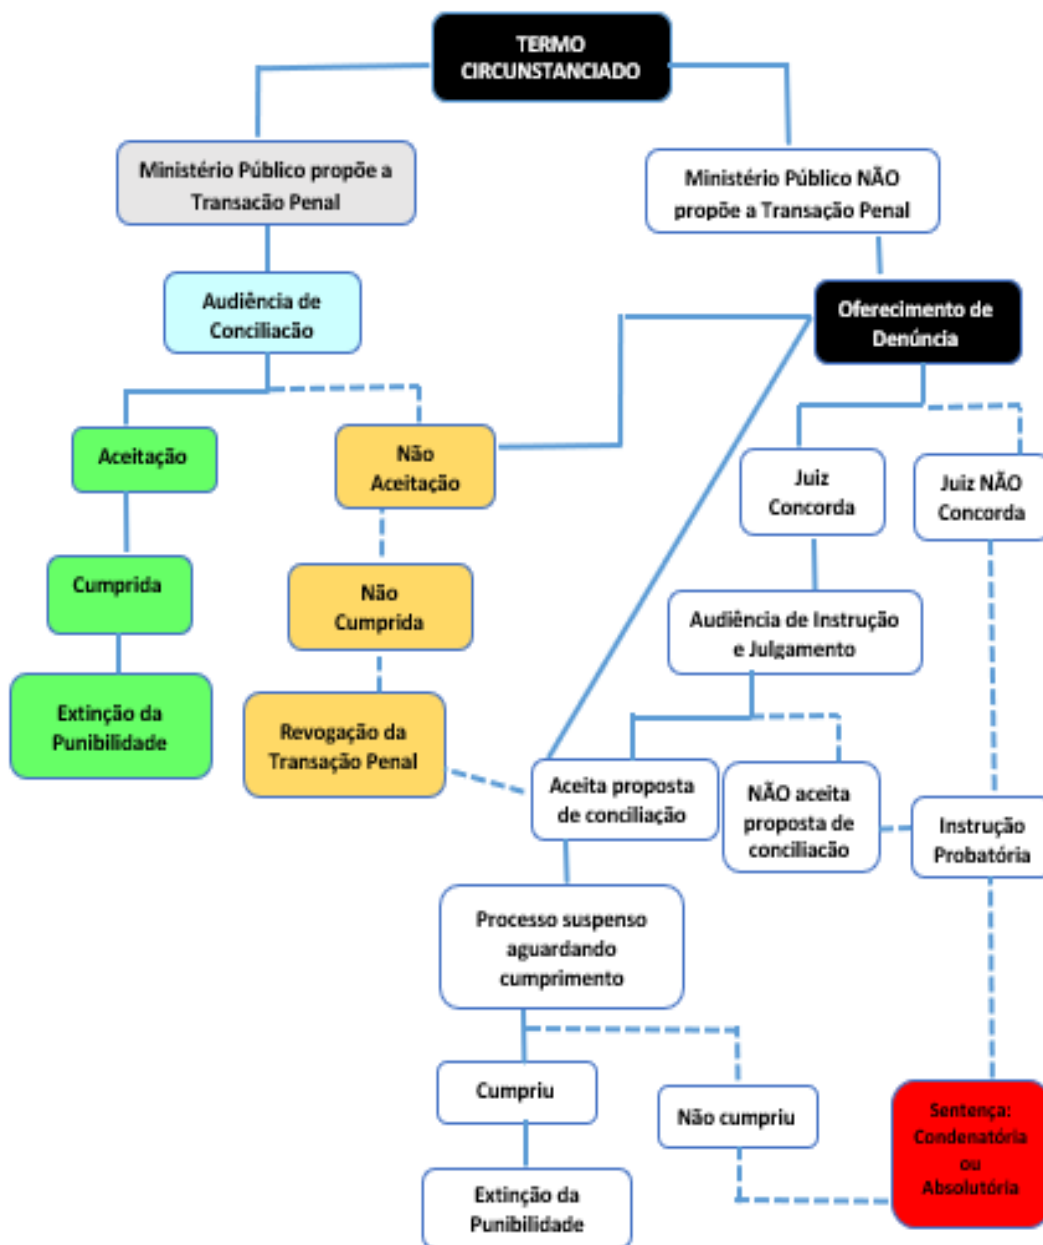 TERMO
CIRCUNSTANCIADO
Ministério Público propõe a
Transacão Penal
Ministério Público NÃO
propõe a Transação Penal
Audiência de
Conciliacão
Oferecimento de
Denúncia
Aceitação
Não
Aceitação
Juiz
Concorda
Juiz NÃO
Concorda
Cumprida
Não
Cumprida
Audiência de Instrução
e Julgamento
Extinção da
Punibilidade
Revogação da
Transação Penal
Aceita proposta
de conciliação
NÃO aceita
proposta de
conciliacão
Instrução
Probatória
Processo suspenso
aguardando
cumprimento
Cumpriu
Não cumpriu
Sentença:
Condenatória
ou
Absolutória
Extinção da
Punibilidade